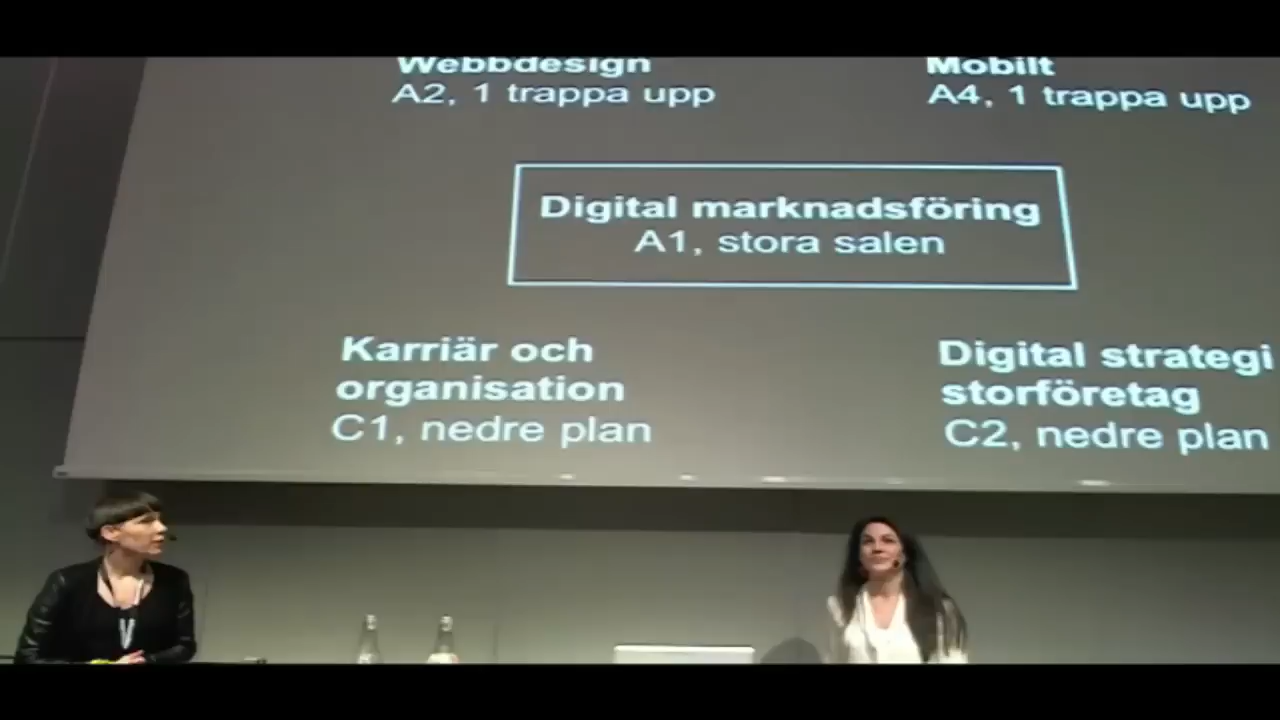 Webbdesign
A2, 1 trappa upp
Mobilt
A4, 1 trappa upp
Digital marknadsföring
A1, stora salen
Karriär och
organisation
C1, nedre plan
Digital strategi
storföretag
C2, nedre plan